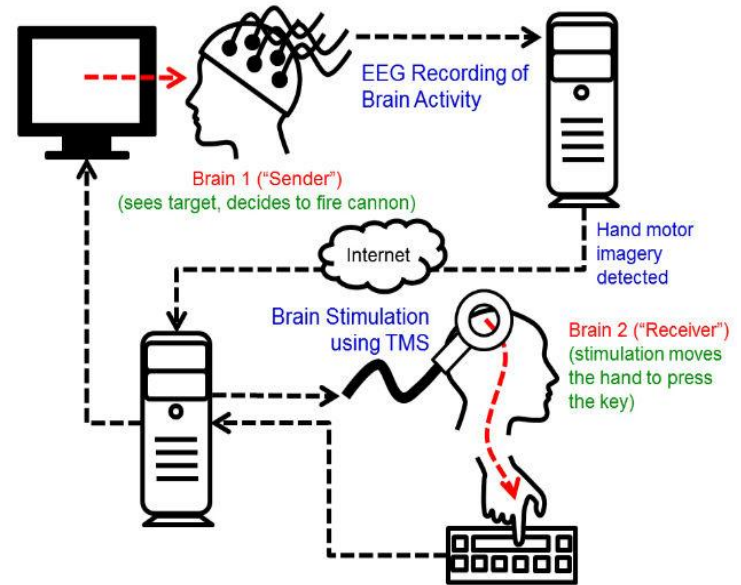 EEG Recording of
Brain Activity
Brain 1 ("Sender")
(sees target, decides to fire cannon)
Internet
Hand motor
imagery
detected
Brain Stimulation
using TMS
Brain 2 ("Receiver")
(stimulation moves
the hand to press
the key)